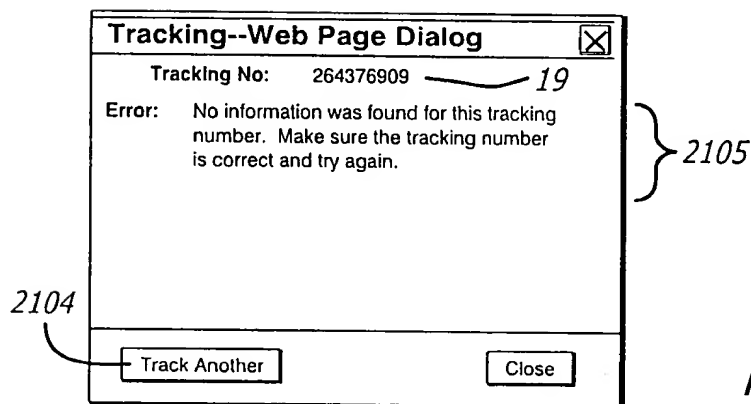 Tracking--Web Page Dialog
Tracking No: 264376909 19
Error: No information was found for this tracking
number. Make sure the tracking number
is correct and try again.
2105
2104
Track Another Close